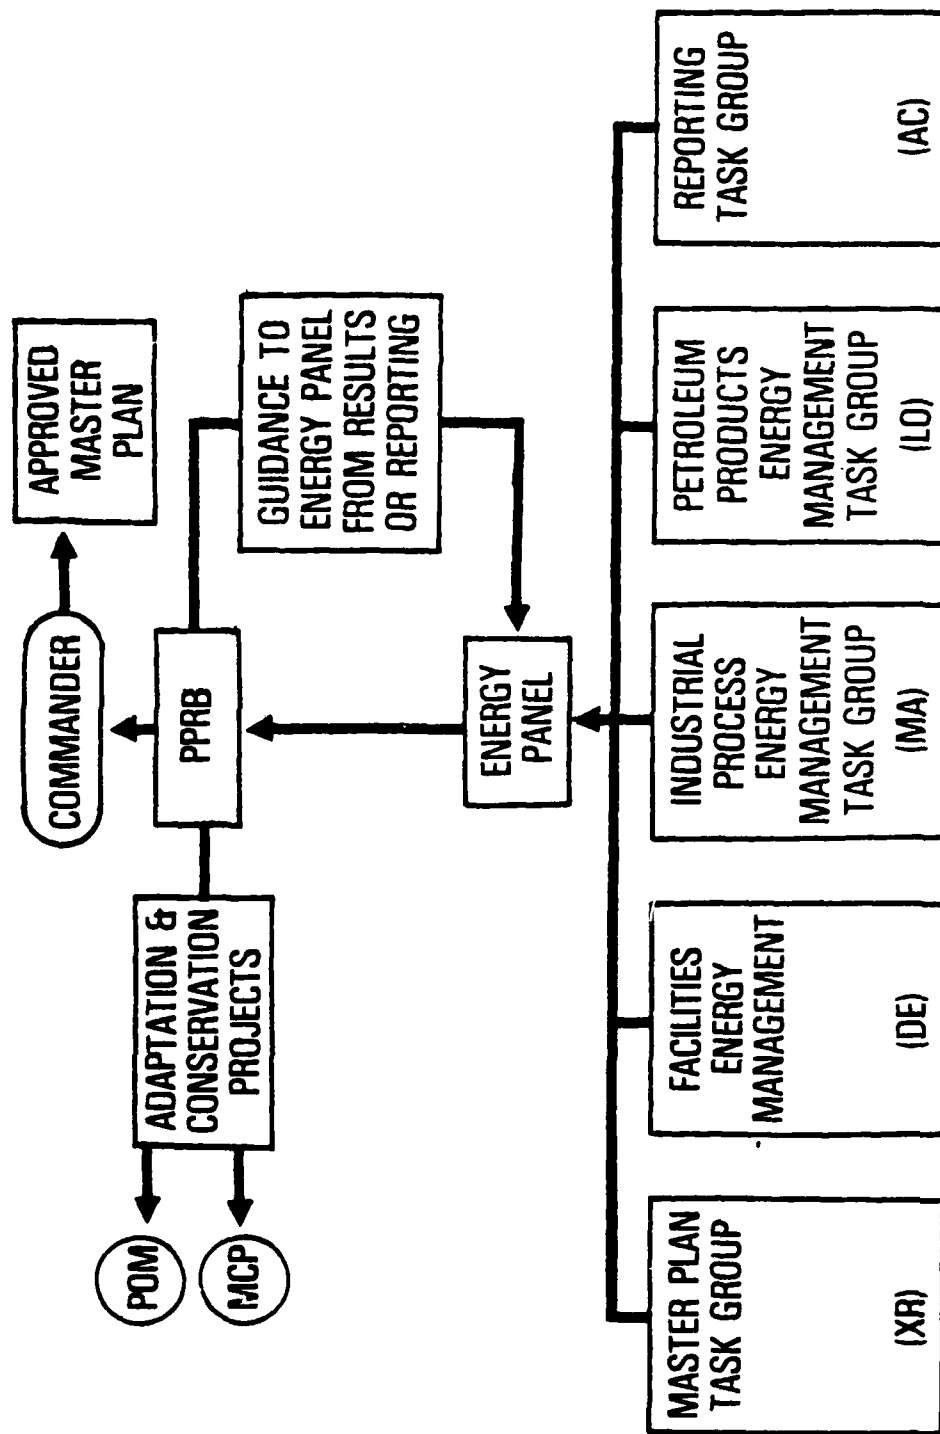 COMMANDER
APPROVED
MASTER
PLAN
POM
MCP
ADAPTATION &
CONSERVATION
PROJECTS
PPRB
GUIDANCE TO
ENERGY PANEL
FROM RESULTS
OR REPORTING
ENERGY
PANEL
MASTER PLAN
TASK GROUP
(XR)
FACILITIES
ENERGY
MANAGEMENT
(DE)
INDUSTRIAL
PROCESS
ENERGY
MANAGEMENT
TASK GROUP
(MA)
PETROLEUM
PRODUCTS
ENERGY
MANAGEMENT
TASK GROUP
(LO)
REPORTING
TASK GROUP
(AC)